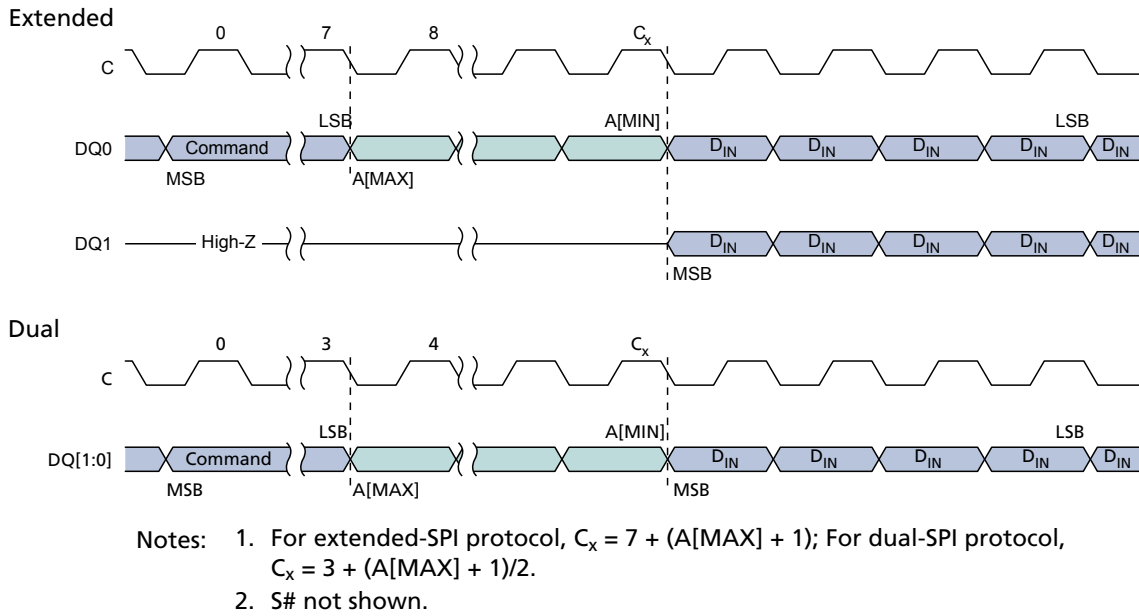 Extended
0 7 8 Cx
C
LSB A[MIN] LSB
DQ0 Command DIN DIN DIN DIN DIN
MSB A[MAX]
DQ1 High-Z DIN DIN DIN DIN DIN
MSB
Dual
0 3 4 Cx
C
LSB A[MIN] LSB
DQ[1:0] Command DIN DIN DIN DIN DIN
MSB A[MAX] MSB
Notes: 1. For extended-SPI protocol, Cx = 7 + (A[MAX] + 1); For dual-SPI protocol,
Cx = 3 + (A[MAX] + 1)/2.
2. S# not shown.